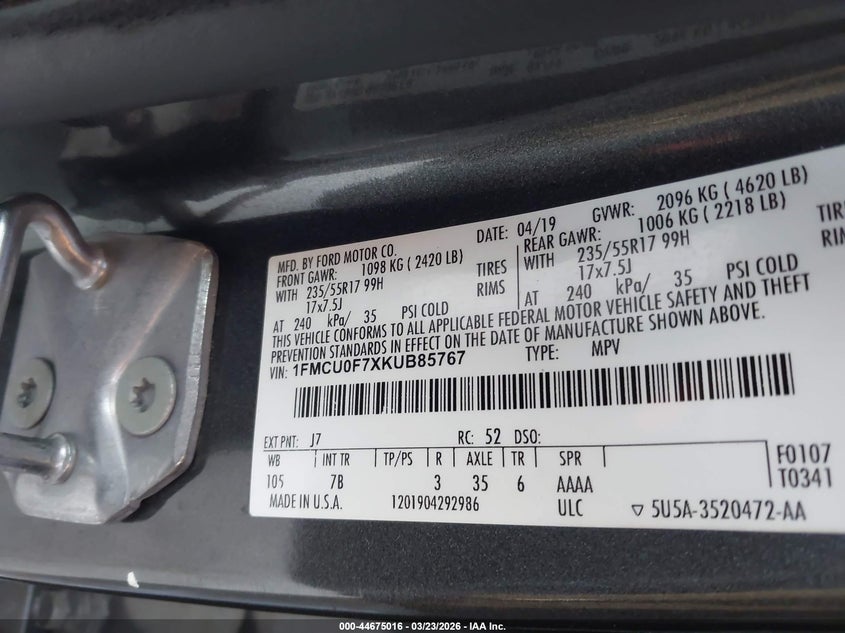 MFD. BY FORD MOTOR CO. DATE: 04/19 GVWR: 2096 KG ( 4620 LB)
FRONT GAWR: 1098 KG ( 2420 LB) REAR GAWR: 1006 KG ( 2218 LB)
WITH 235/55R17 99H TIRES WITH 235/55R17 99H TIRE
17x7.5J RIMS 17x7.5J RIM
AT 240 kPa/ 35 PSI COLD AT 240 kPa/ 35 PSI COLD
THIS VEHICLE CONFORMS TO ALL APPLICABLE FEDERAL MOTOR VEHICLE SAFETY AND THEFT
PREVENTION STANDARDS IN EFFECT ON THE DATE OF MANUFACTURE SHOWN ABOVE.
VIN: 1FMCU0F7XKUB85767 TYPE: MPV
EXT PNT: J7 RC: 52 DSO:
WB INT TR TP/PS R AXLE TR SPR F0107
105 7B 3 35 6 AAAA T0341
MADE IN U.S.A. 1201904292986 ULC ▽ 5U5A-3520472-AA
000-44675016 — 03/23/2026 — IAA Inc.